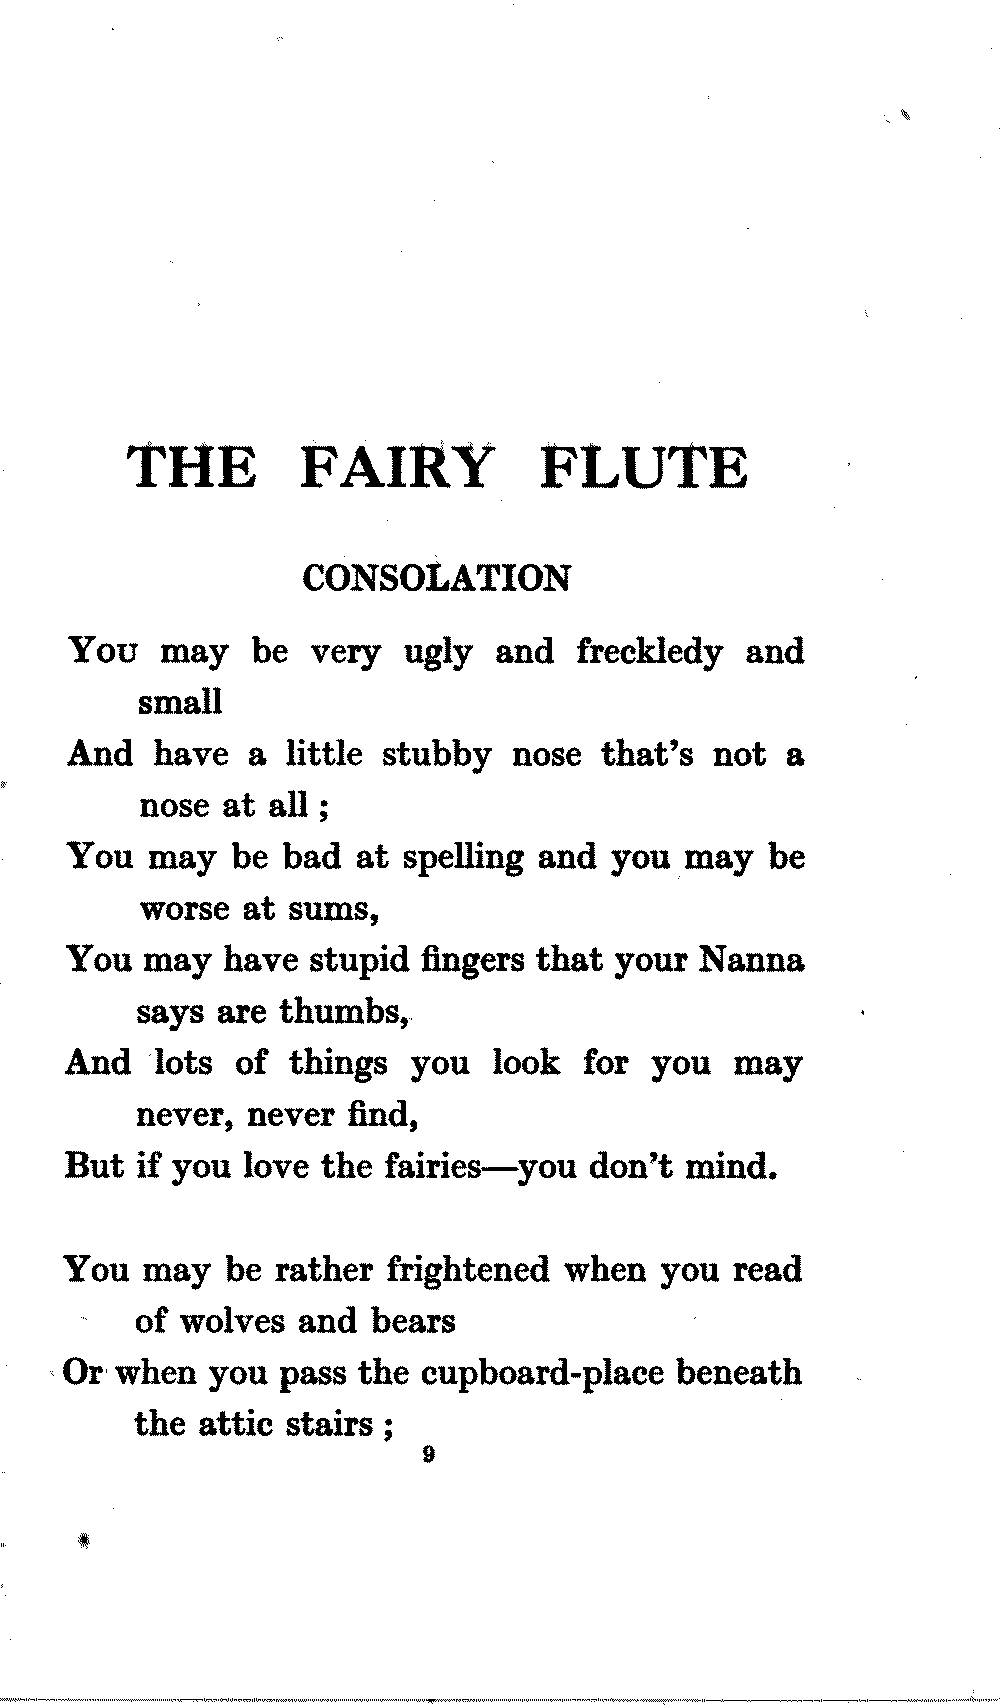 THE FAIRY FLUTE
CONSOLATION
YOU may be very ugly and freckledy and
small
And have a little stubby nose that's not a
nose at all ;
You may be bad at spelling and you may be
worse at sums,
You may have stupid fingers that your Nanna
says are thumbs,
And lots of things you look for you may
never, never find,
But if you love the fairies—you don't mind.
You may be rather frightened when you read
of wolves and bears
Or when you pass the cupboard-place beneath
the attic stairs ;
9